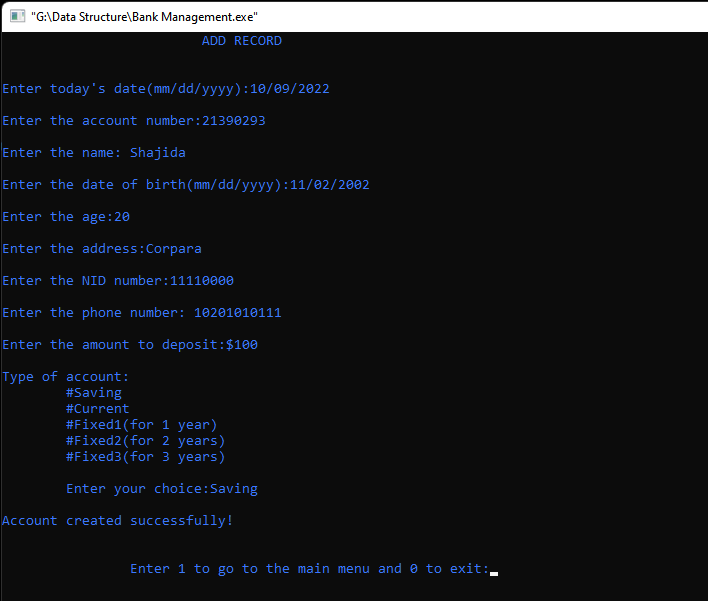 "G:\Data Structure\Bank Management.exe"
ADD RECORD
Enter today's date(mm/dd/yyyy):10/09/2022
Enter the account number:21390293
Enter the name: Shajida
Enter the date of birth(mm/dd/yyyy):11/02/2002
Enter the age:20
Enter the address:Corpara
Enter the NID number:11110000
Enter the phone number: 10201010111
Enter the amount to deposit:$100
Type of account:
#Saving
#Current
#Fixed1(for 1 year)
#Fixed2(for 2 years)
#Fixed3(for 3 years)
Enter your choice:Saving
Account created successfully!
Enter 1 to go to the main menu and 0 to exit: